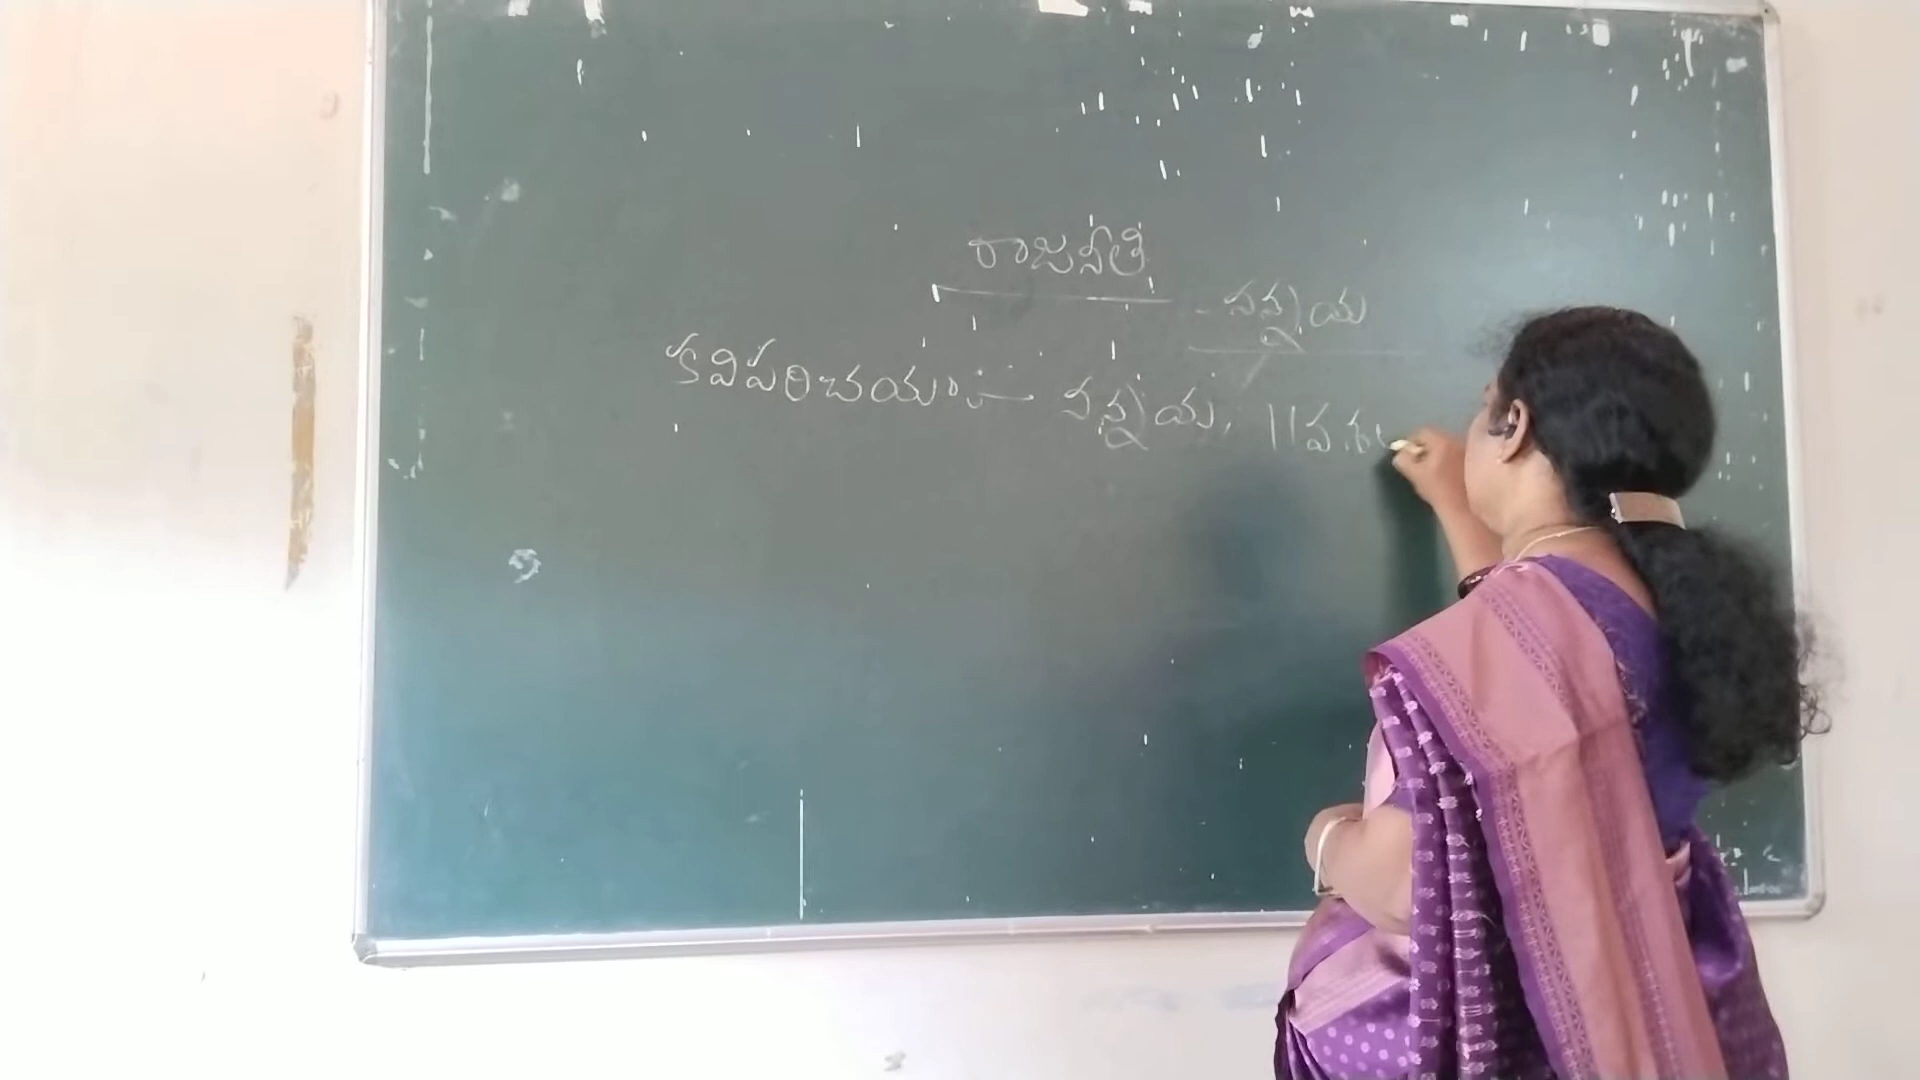 రాజనీతి
- నన్నయ
కవిపరిచయం :- నన్నయ, 11వ శ